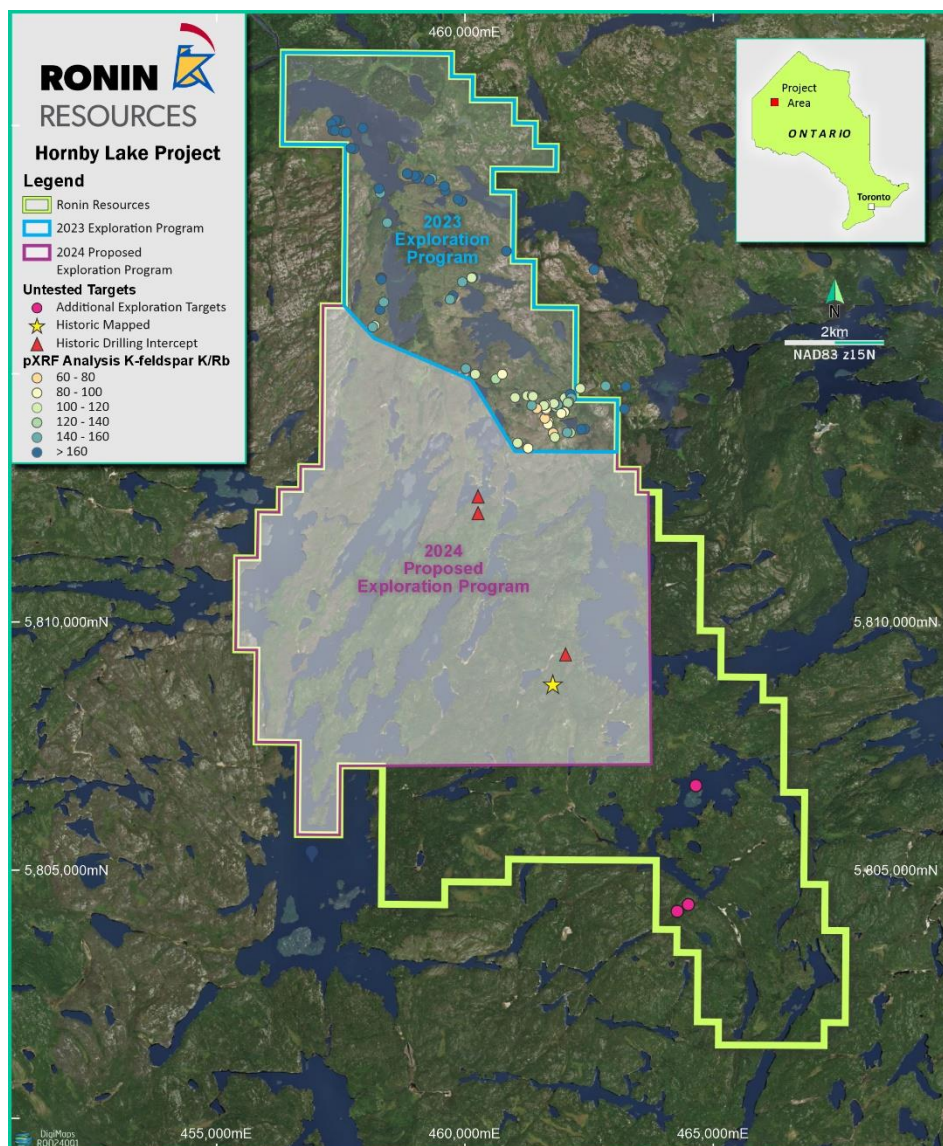 460,000mE
RONIN
RESOURCES
Hornby Lake Project
Legend
Ronin Resources
2023 Exploration Program
2024 Proposed
Exploration Program
Untested Targets
Additional Exploration Targets
Historic Mapped
Historic Drilling Intercept
pXRF Analysis K-feldspar K/Rb
60 - 80
80 - 100
100 - 120
120 - 140
140 - 160
> 160
Project
Area
ONTARIO
Toronto
2023
Exploration
Program
N
2km
NAD83 z15N
2024
Proposed
Exploration Program
5,810,000mN
5,810,000mN
5,805,000mN
5,805,000mN
DigiMaps
R0D24001
455,000mE
460,000mE
465,000mE